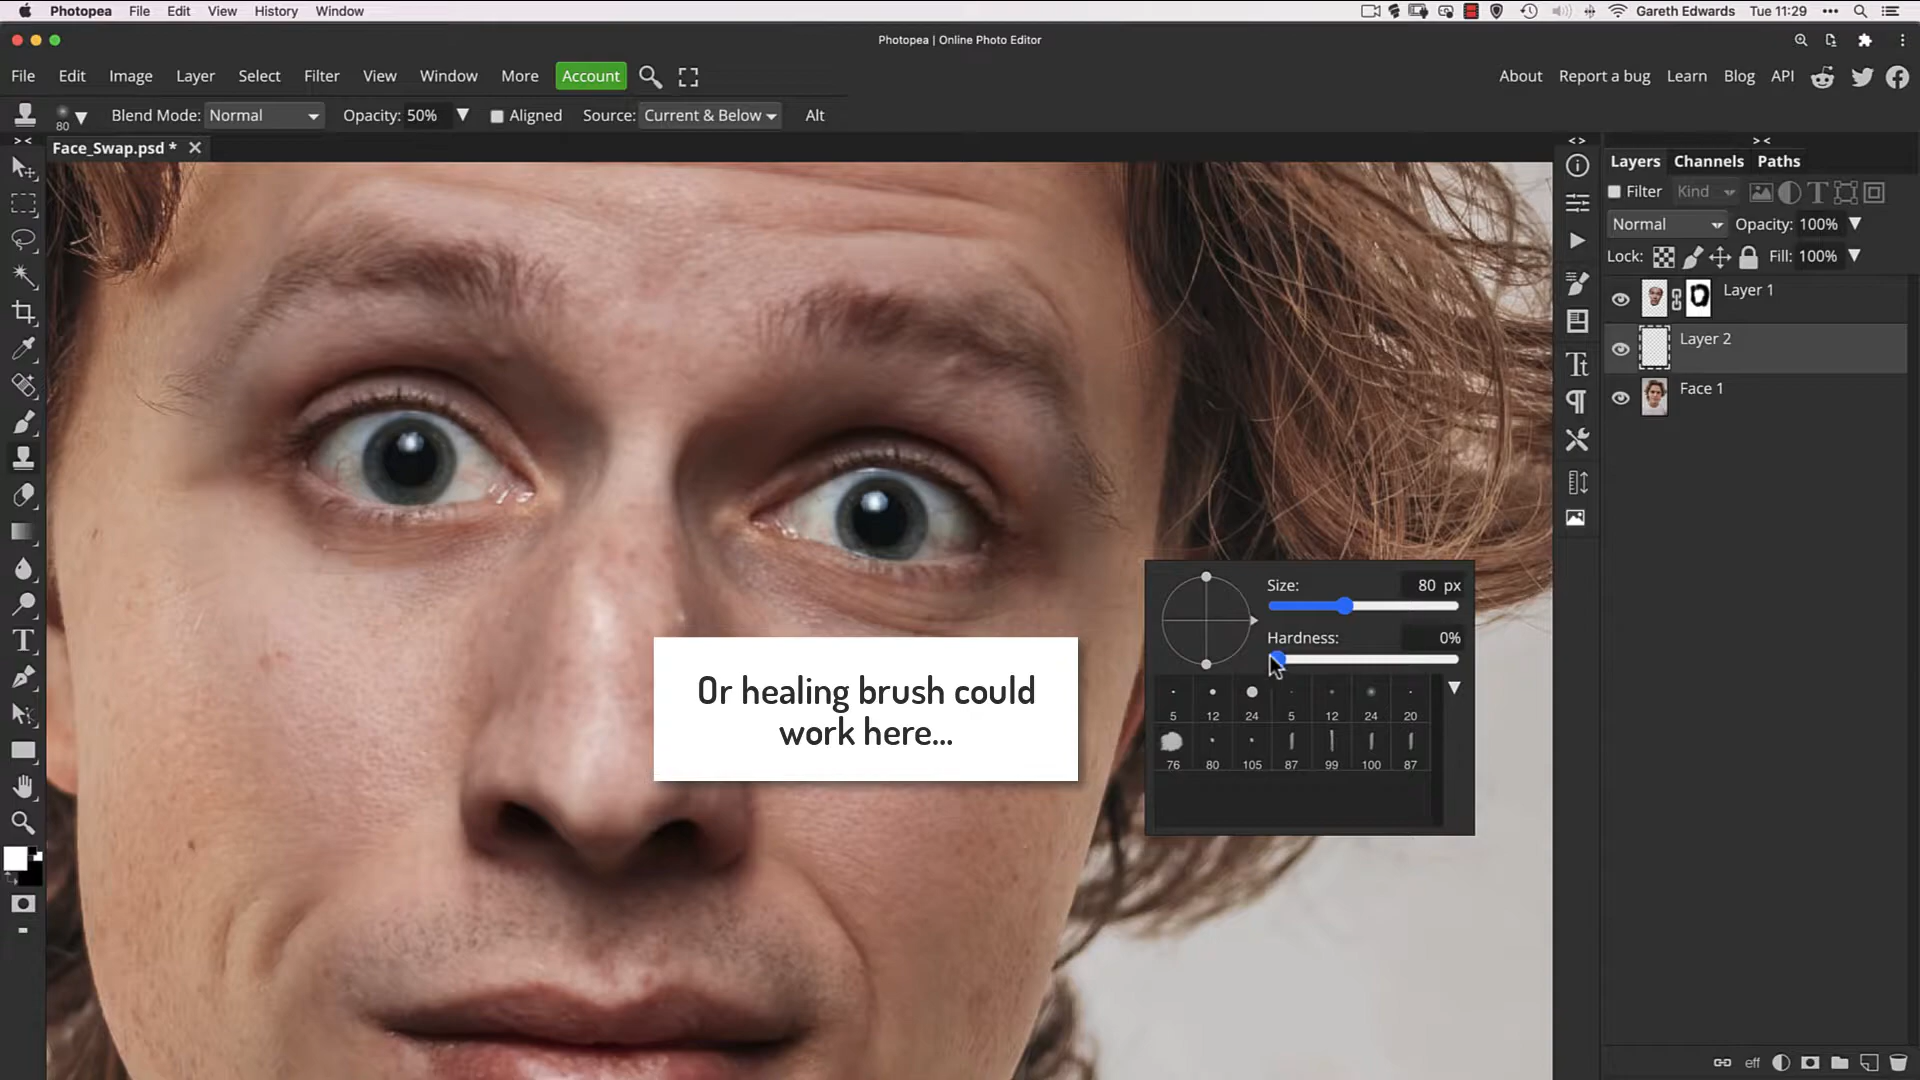 Photopea File Edit View History Window Gareth Edwards Tue 11:29
Photopea | Online Photo Editor
File Edit Image Layer Select Filter View Window More Account About Report a bug Learn Blog API
80 Blend Mode: Normal Opacity: 50% Aligned Source: Current & Below Alt
Face_Swap.psd *
Layers Channels Paths
Filter Kind
Normal Opacity: 100%
Lock: Fill: 100%
Layer 1
Layer 2
Face 1
Size: 80 px
Hardness: 0%
5 12 24 5 12 24 20
76 80 105 87 99 100 87
Or healing brush could
work here...
eff